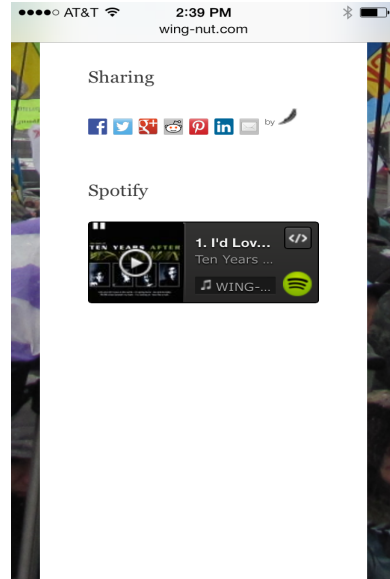 AT&T 2:39 PM
wing-nut.com
Sharing
by
Spotify
TEN YEARS AFTER
1. I'd Lov...
Ten Years ...
WING-...